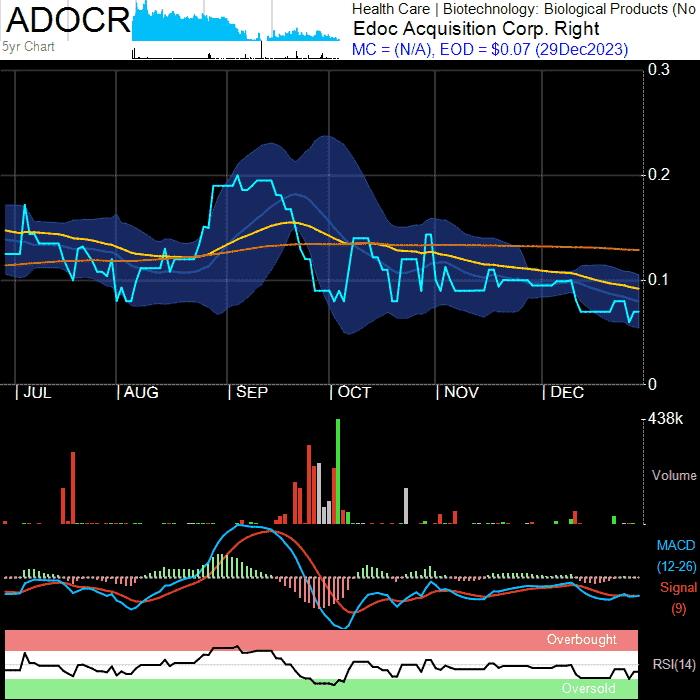 ADOCR
5yr Chart
Health Care | Biotechnology: Biological Products (No
Edoc Acquisition Corp. Right
MC = (N/A), EOD = $0.07 (29Dec2023)
0.3
0.2
0.1
0
| JUL | AUG | SEP | OCT | NOV | DEC
438k
Volume
MACD
(12-26)
Signal
(9)
Overbought
RSI(14)
Oversold